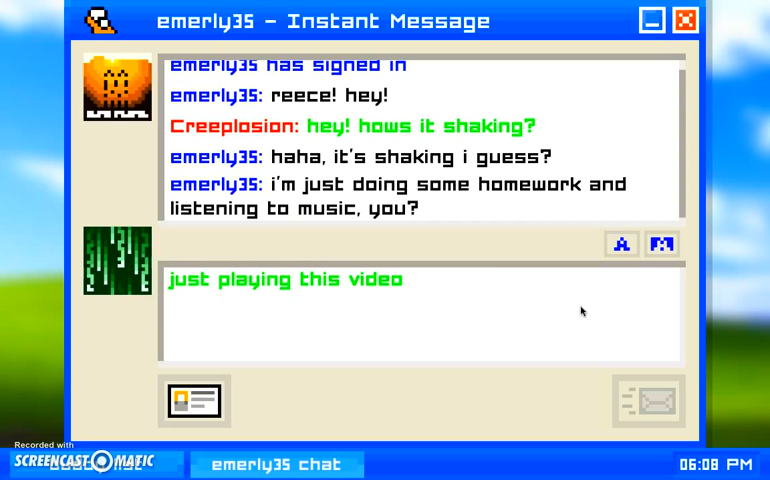 emerly35 - Instant Message
emerly35 has signed in
emerly35: reece! hey!
Creeplosion: hey! hows it shaking?
emerly35: haha, it's shaking i guess?
emerly35: i'm just doing some homework and
listening to music, you?
A
just playing this video
Recorded with
SCREENCAST-O-MATIC
emerly35 chat
06:08 PM